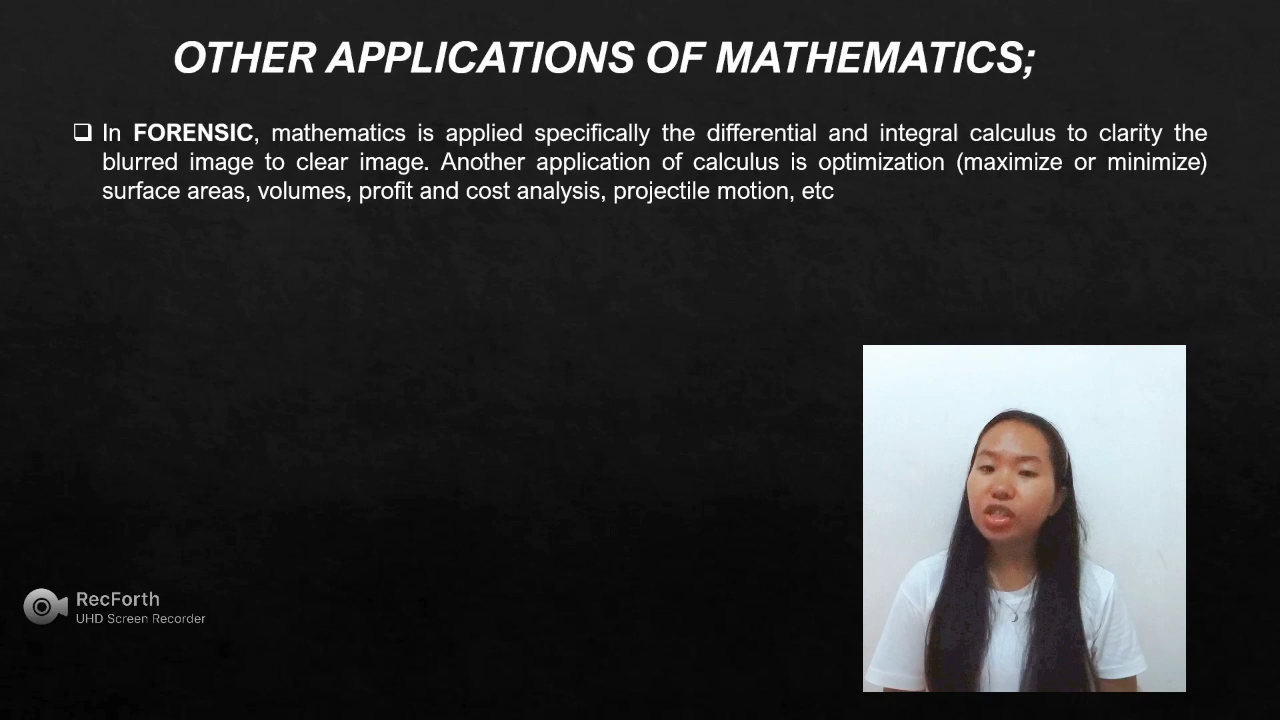 OTHER APPLICATIONS OF MATHEMATICS;
In FORENSIC, mathematics is applied specifically the differential and integral calculus to clarity the
blurred image to clear image. Another application of calculus is optimization (maximize or minimize)
surface areas, volumes, profit and cost analysis, projectile motion, etc
RecForth
UHD Screen Recorder